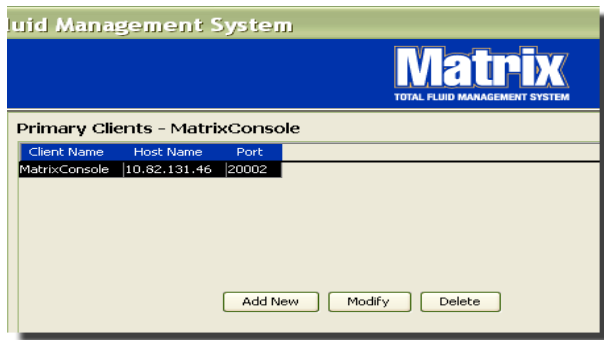 luid Management System
Matrix
TOTAL FLUID MANAGEMENT SYSTEM
Primary Clients - MatrixConsole
Client Name Host Name Port
MatrixConsole 10.82.131.46 20002
Add New Modify Delete